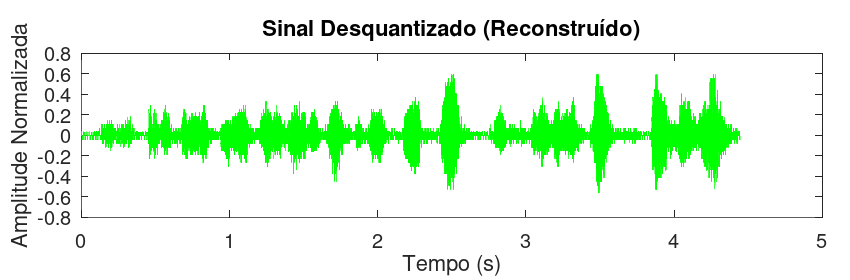 Sinal Desquantizado (Reconstruído)
Amplitude Normalizada
0.8
0.6
0.4
0.2
0
-0.2
-0.4
-0.6
-0.8
0 1 2 3 4 5
Tempo (s)